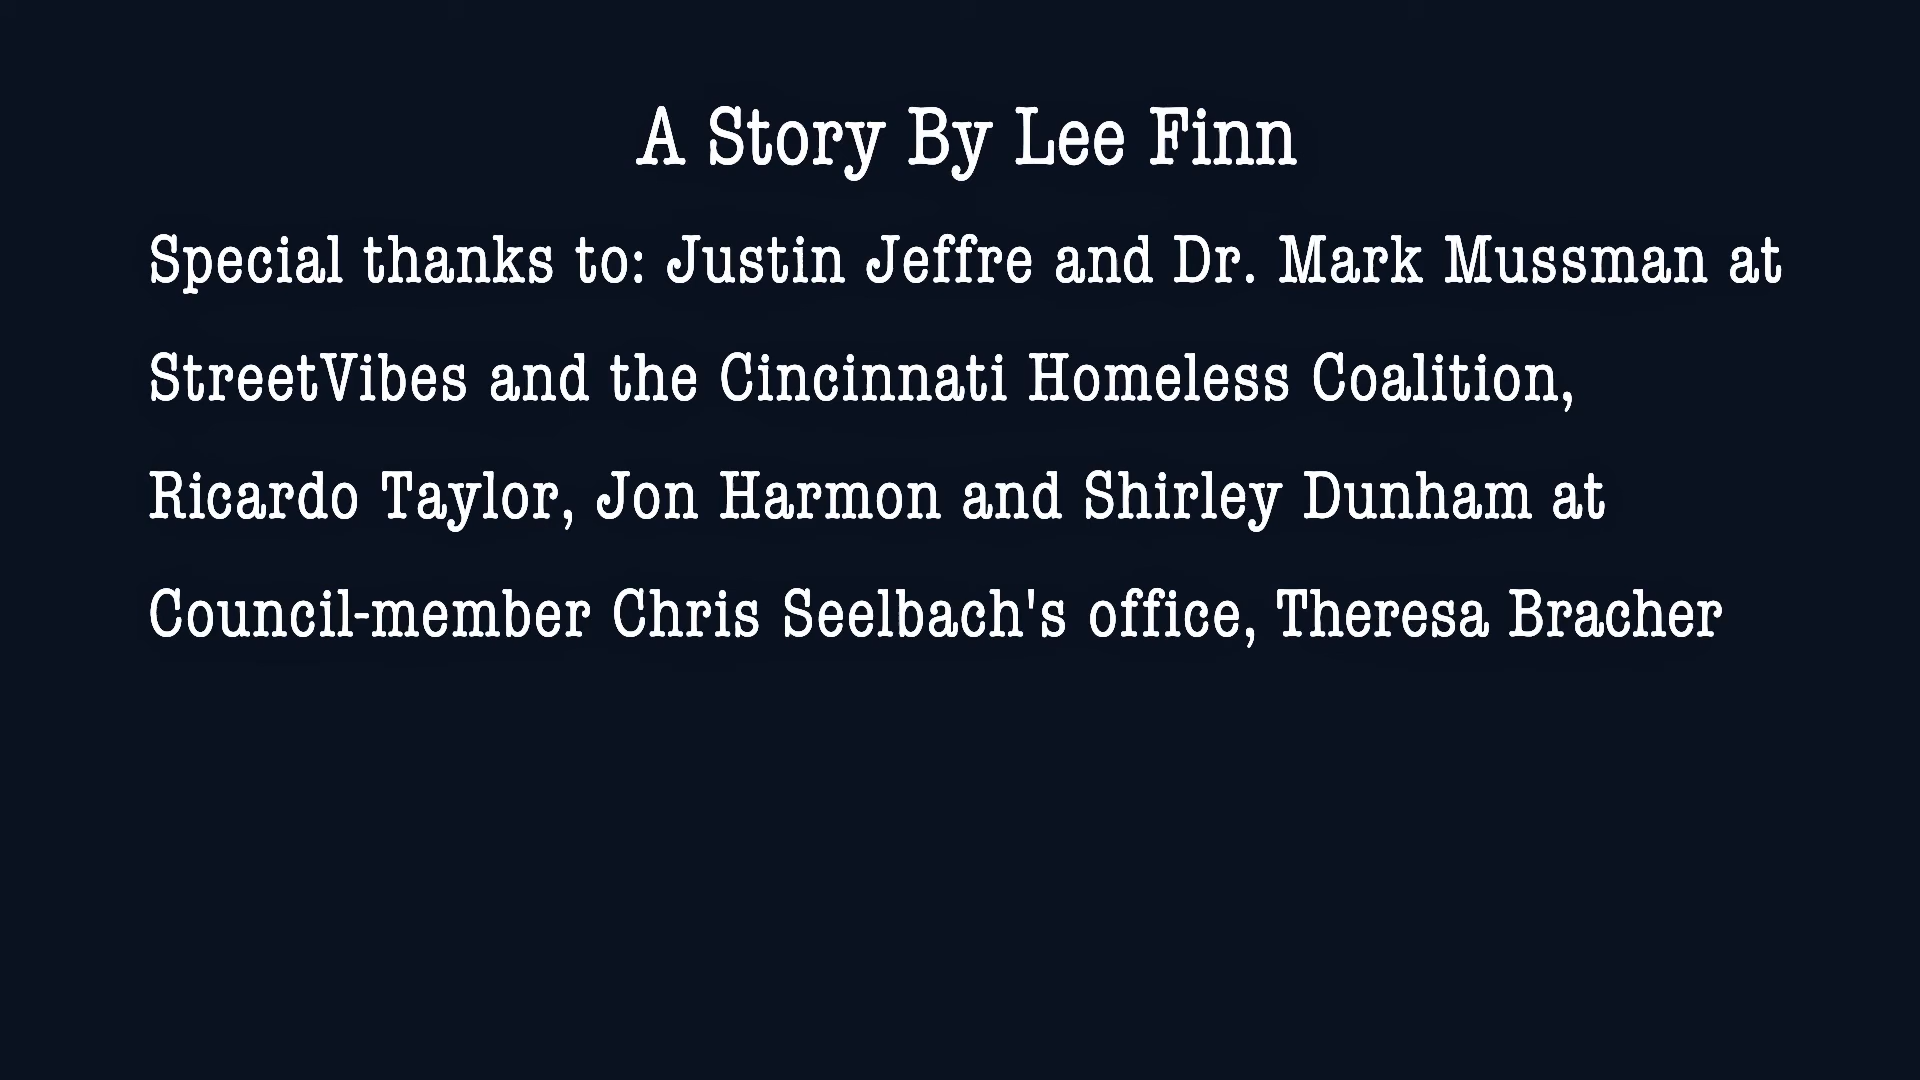 A Story By Lee Finn
Special thanks to: Justin Jeffre and Dr. Mark Mussman at
StreetVibes and the Cincinnati Homeless Coalition,
Ricardo Taylor, Jon Harmon and Shirley Dunham at
Council-member Chris Seelbach's office, Theresa Bracher